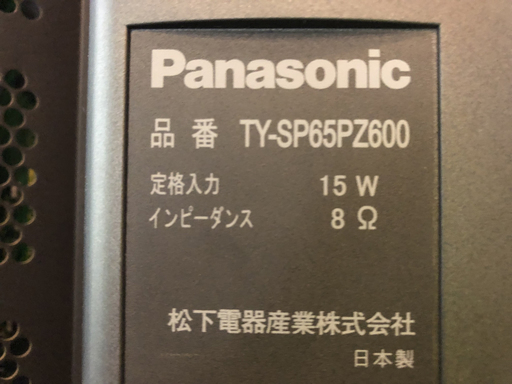 Panasonic
品番 TY-SP65PZ600
定格入力 15 W
インピーダンス 8 Ω
松下電器産業株式会社
日本製